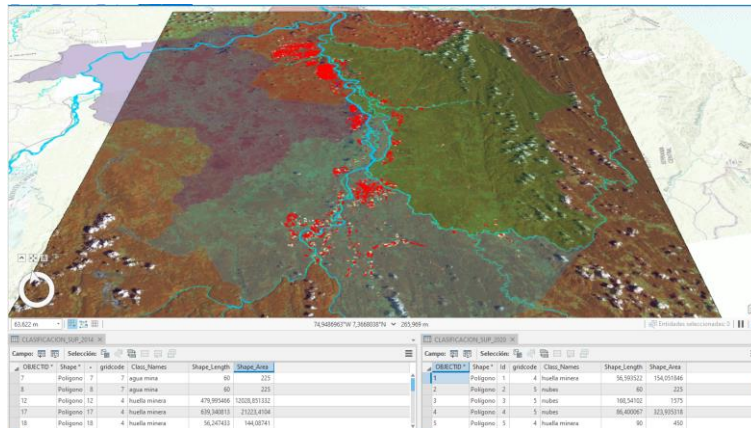 63.622 m
74,9486963°W 7,3668038°N
265,969 m
Entidades seleccionadas: 0
CLASIFICACION_SUP_2014
Campo:
Selección:
OBJECTID * Shape * gridcode Class_Names Shape_Length Shape_Area
7 Polígono 7 7 agua mina 60 225
8 Polígono 8 7 agua mina 60 225
12 Polígono 12 4 huella minera 479,995466 12028,851332
17 Polígono 17 4 huella minera 639,340813 21223,4104
18 Polígono 18 4 huella minera 56,247433 144,08741
CLASIFICACION_SUP_2020
Campo:
Selección:
OBJECTID * Shape * Id gridcode Class_Names Shape_Length Shape_Area
1 Polígono 1 4 huella minera 56,593522 154,051846
2 Polígono 2 5 nubes 60 225
3 Polígono 3 5 nubes 168,54102 1575
4 Polígono 4 5 nubes 86,400067 323,935218
5 Polígono 5 4 huella minera 90 450